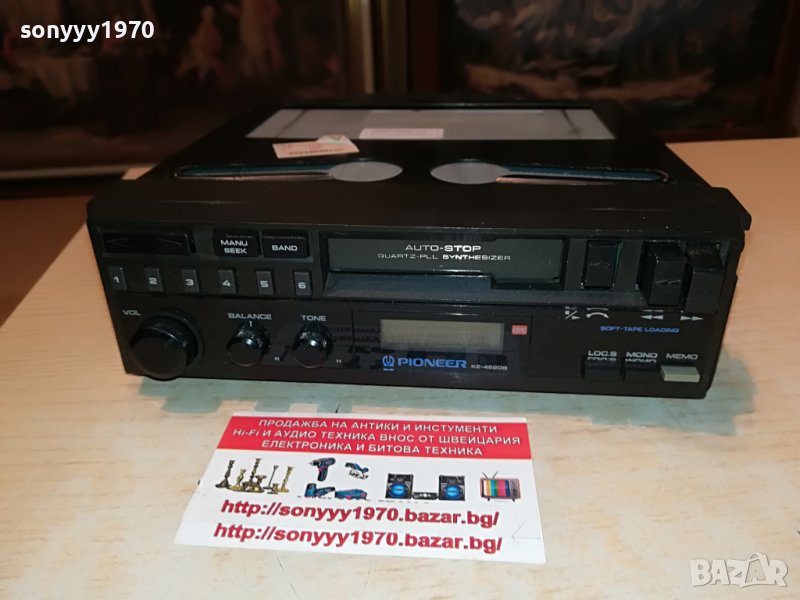 sonyyy1970
sonyyy1970
MANU SEEK
BAND
AUTO-STOP
QUARTZ-PLL SYNTHESIZER
1 2 3 4 5 6
VOL
BALANCE
TONE
R
H
SOFT-TAPE LOADING
PIONEER
KE-4620B
LOC.S
MONO
MEMO
ПРОДАЖБА НА АНТИКИ И ИНСТУМЕНТИ
Hi-Fi И АУДИО ТЕХНИКА ВНОС ОТ ШВЕЙЦАРИЯ
ЕЛЕКТРОНИКА И БИТОВА ТЕХНИКА
http://sonyyy1970.bazar.bg/
http://sonyyy1970.bazar.bg/
BAZAR